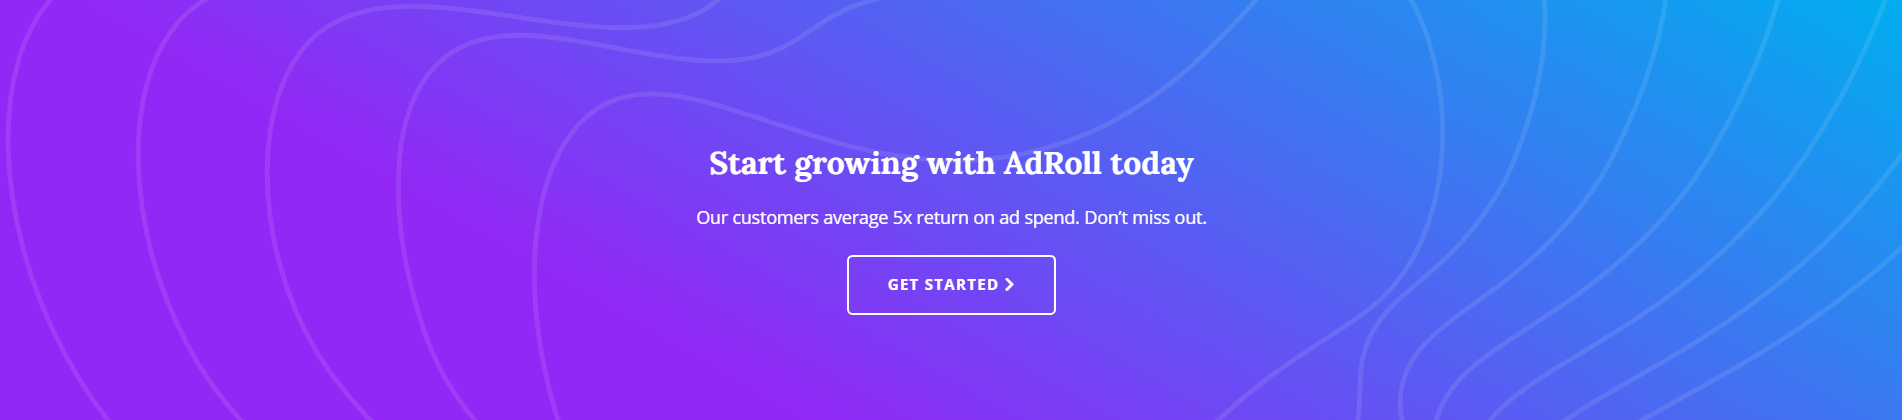 Start growing with AdRoll today
Our customers average 5x return on ad spend. Don’t miss out.
GET STARTED